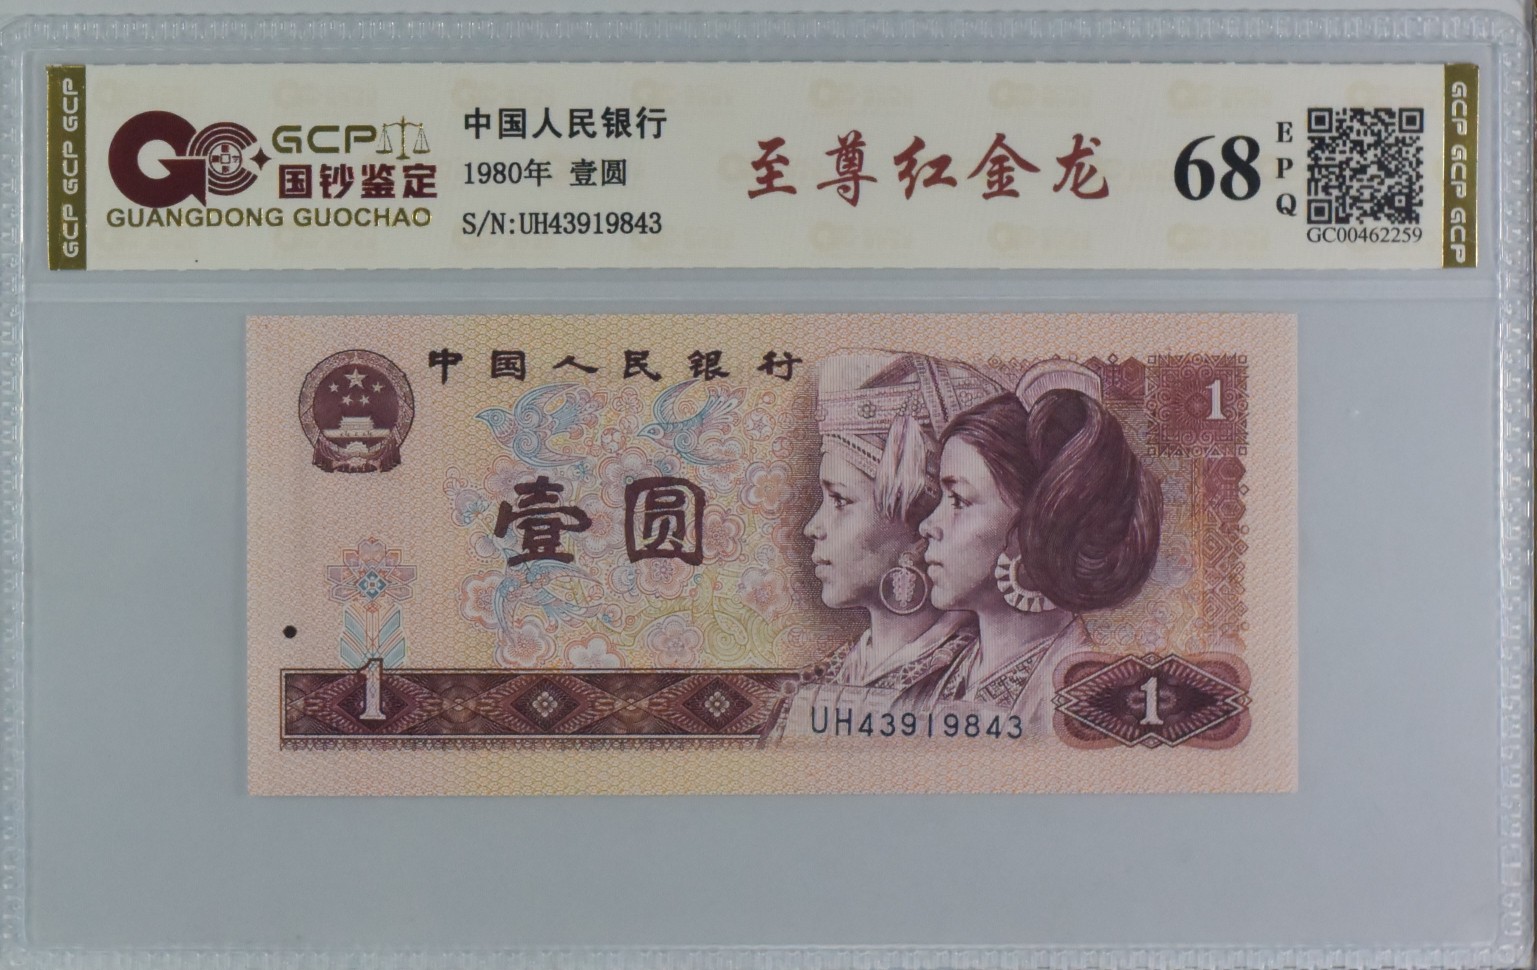 GCP GCP GCP
GCP
国钞鉴定
GUANGDONG GUOCHAO
中国人民银行
1980年 壹圆
S/N:UH43919843
至尊红金龙
68
EPQ
GC00462259
GCP GCP GCP
中国人民银行
1
壹圆
1
UH43919843
1